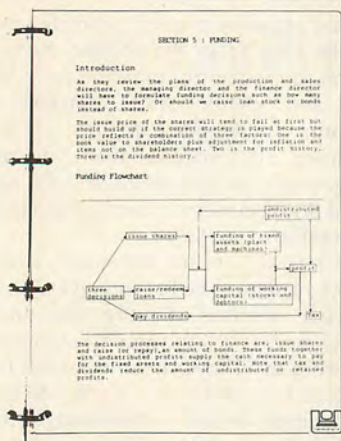 SECTION 5 : FUNDING
Introduction
As they review the plans of the production and sales
directors, the managing director and the finance director
will have to formulate funding decisions such as how many
shares to issue? Or should we raise loan stock or bonds
instead of shares.
The issue price of the shares will tend to fall at first but
should build up if the correct strategy is played because the
price reflects a combination of three factors: One is the
book value to shareholders plus adjustment for inflation and
items not on the balance sheet. Two is the profit history.
Three is the dividend history.
Funding Flowchart
undistributed
profit
issue shares
funding of fixed
assets (plant
and machines)
profit
three
decisions
raise/redeem
loans
funding of working
capital (stocks and
debtors)
pay dividends
tax
The decision processes relating to finance are, issue shares
and raise (or repay), an amount of bonds. These funds together
with undistributed profits supply the cash necessary to pay
for the fixed assets and working capital. Note that tax and
dividends reduce the amount of undistributed or retained
profits.